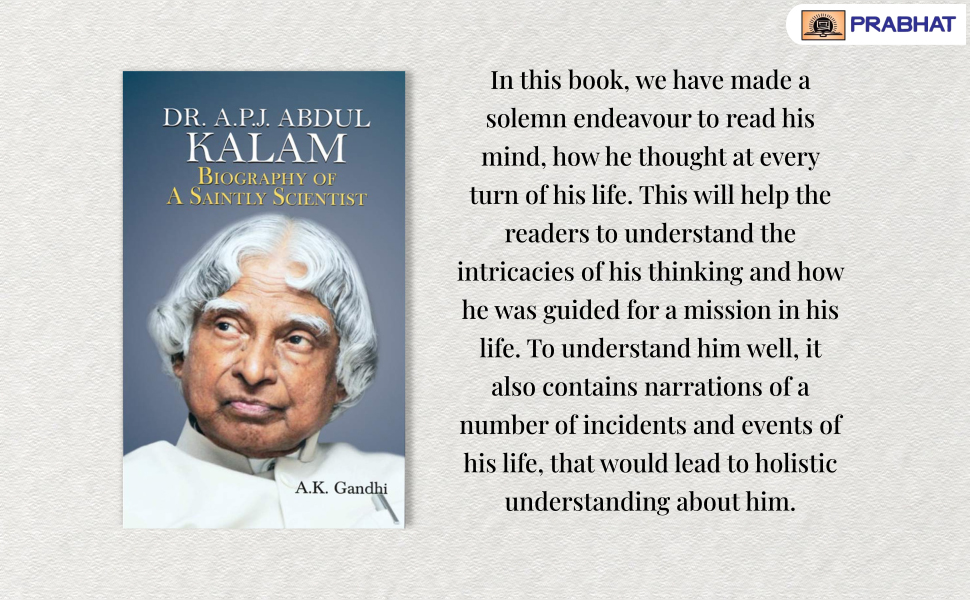 PRABHAT
DR. A.P.J. ABDUL
KALAM
BIOGRAPHY OF
A SAINTLY SCIENTIST
A.K. Gandhi
In this book, we have made a
solemn endeavour to read his
mind, how he thought at every
turn of his life. This will help the
readers to understand the
intricacies of his thinking and how
he was guided for a mission in his
life. To understand him well, it
also contains narrations of a
number of incidents and events of
his life, that would lead to holistic
understanding about him.